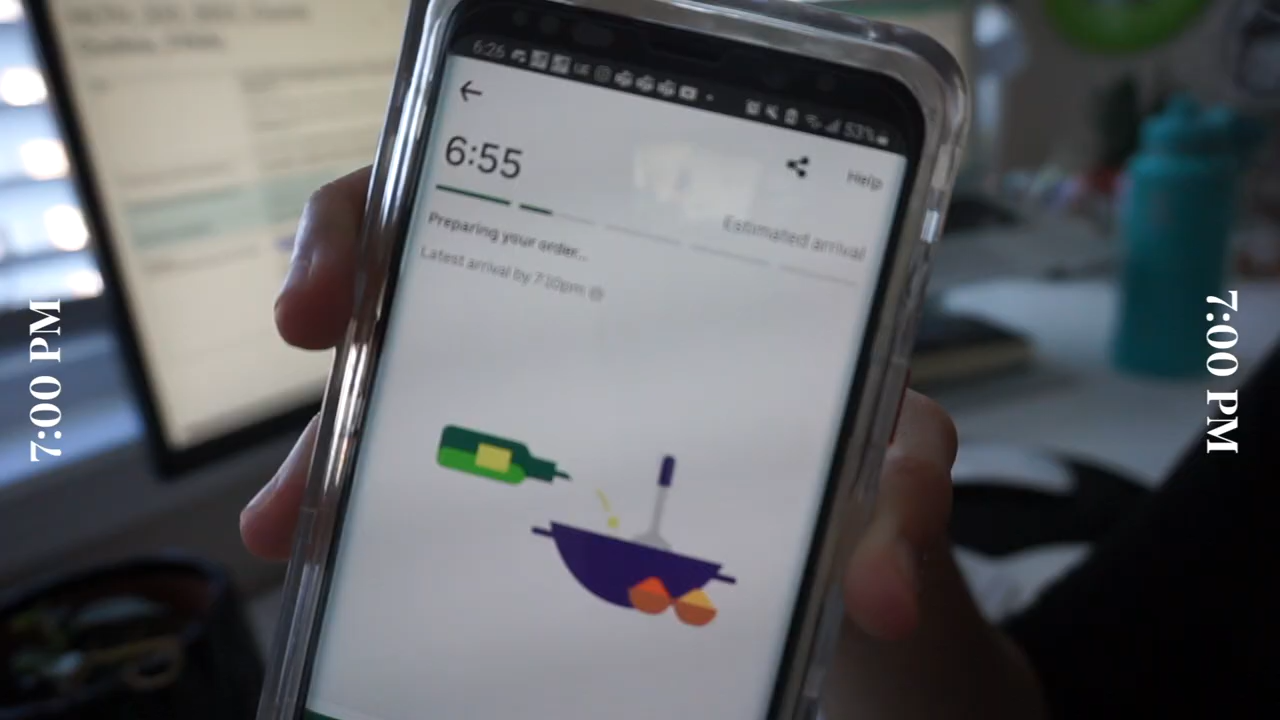 7:00 PM
6:26
53%
6:55
Help
Estimated arrival
Preparing your order...
Latest arrival by 7:10pm
7:00 PM